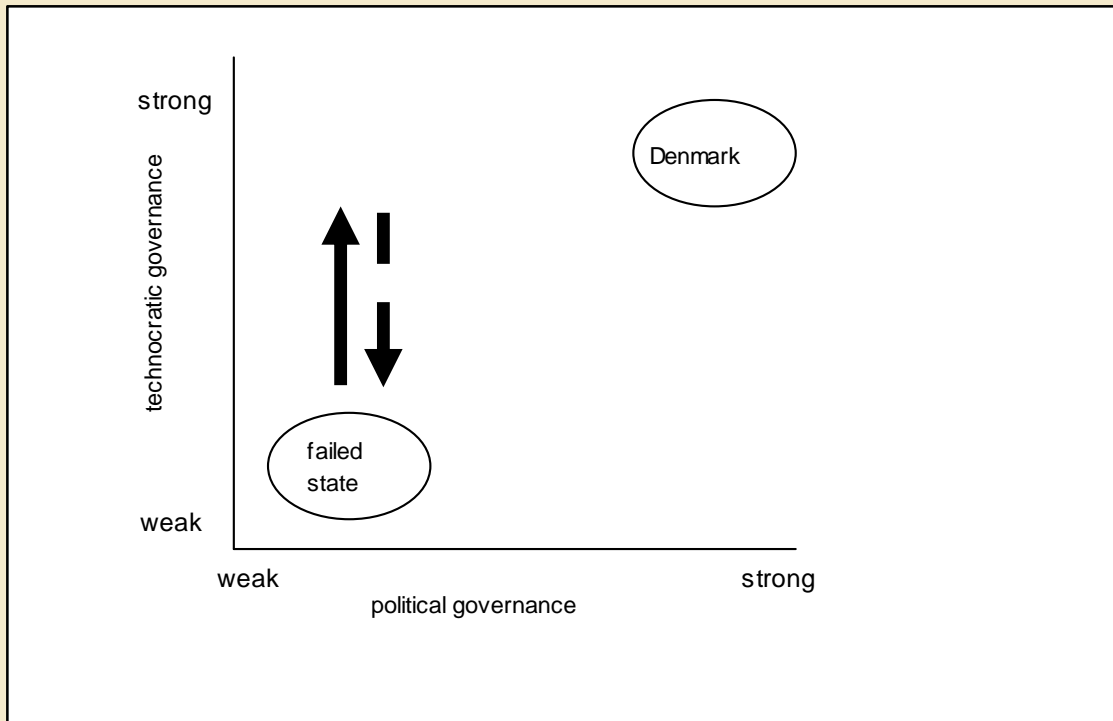 strong
Denmark
technocratic governance
failed
state
weak
weak
strong
political governance